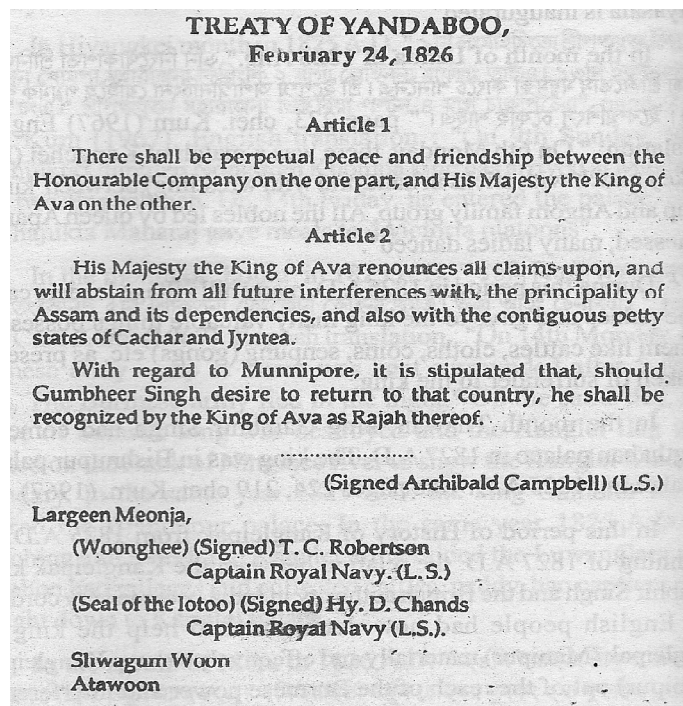 TREATY OF YANDABOO,
February 24, 1826
Article 1
There shall be perpetual peace and friendship between the
Honourable Company on the one part, and His Majesty the King of
Ava on the other.
Article 2
His Majesty the King of Ava renounces all claims upon, and
will abstain from all future interferences with, the principality of
Assam and its dependencies, and also with the contiguous petty
states of Cachar and Jyntea.
With regard to Munnipore, it is stipulated that, should
Gumbheer Singh desire to return to that country, he shall be
recognized by the King of Ava as Rajah thereof.
......................
(Signed Archibald Campbell) (L.S.)
Largeen Meonja,
(Woonghee) (Signed) T. C. Robertson
Captain Royal Navy. (L.S.)
(Seal of the lotoo) (Signed) Hy. D. Chands
Captain Royal Navy (L.S.).
Shwagum Woon
Atawoon